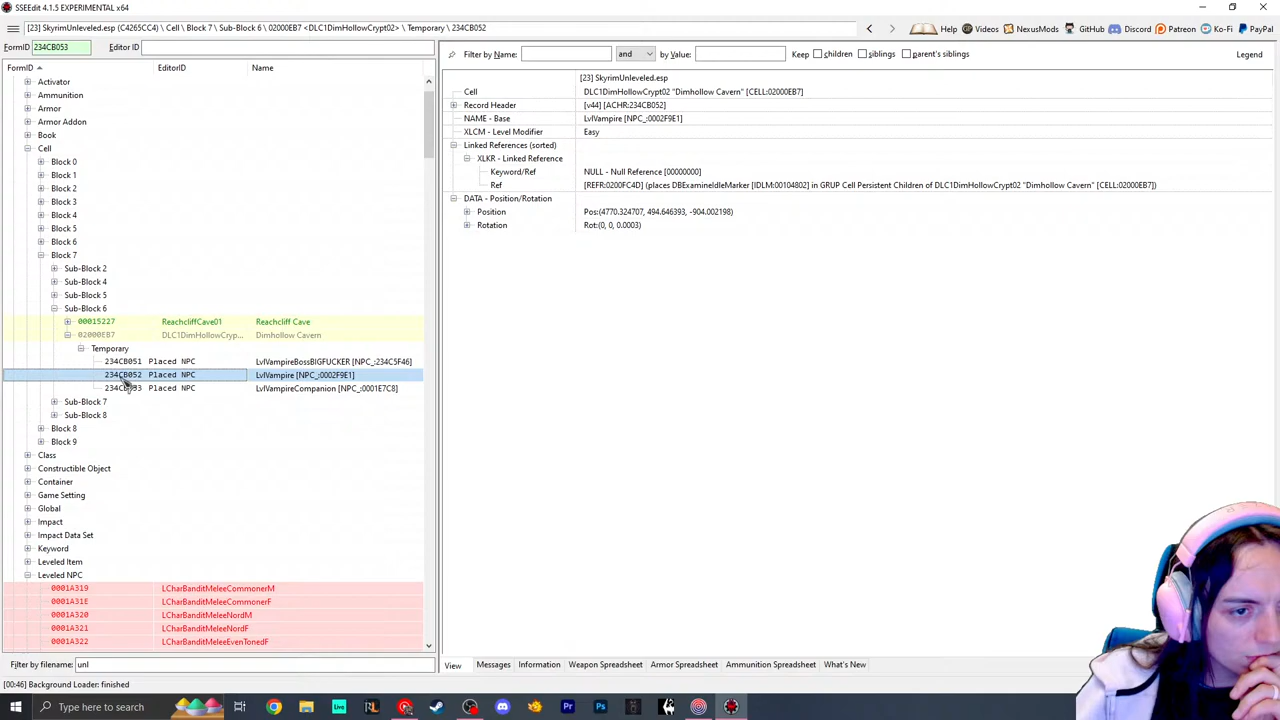 SSEEdit 4.1.5 EXPERIMENTAL *
[23] SkyrimUnleveled.esp (C4265CC4) \ Cell \ Block 7 \ Sub-Block 6 \ 02000EB7 <DLC1DimHollowCrypt02> \ Temporary \ 234CB052
Help Videos NexusMods GitHub Discord Patreon Ko-Fi PayPal
FormID 234CB053 Editor ID
Filter by Name: and by Value: Keep children siblings parent's siblings Legend
FormID EditorID Name
Activator
Ammunition
Armor
Armor Addon
Book
Cell
Block 0
Block 1
Block 2
Block 3
Block 4
Block 5
Block 6
Block 7
Sub-Block 2
Sub-Block 4
Sub-Block 5
Sub-Block 6
00015227 ReachcliffCave01 Reachcliff Cave
02000EB7 DLC1DimHollowCryp... Dimhollow Cavern
Temporary
234CB051 Placed NPC LvlVampireBossBIGFUCKER [NPC_:234C5F46]
234CB052 Placed NPC LvlVampire [NPC_:0002F9E1]
Placed NPC LvlVampireCompanion [NPC_:0001E7C8]
Sub-Block 7
Sub-Block 8
Block 8
Block 9
Class
Constructible Object
Container
Game Setting
Global
Impact
Impact Data Set
Keyword
Leveled Item
Leveled NPC
0001A319 LCharBanditMeleeCommonerM
0001A31E LCharBanditMeleeCommonerF
0001A320 LCharBanditMeleeNordM
0001A321 LCharBanditMeleeNordF
0001A322 LCharBanditMeleeEvenTonedF
Filter by filename: unl
[23] SkyrimUnleveled.esp
Cell DLC1DimHollowCrypt02 "Dimhollow Cavern" [CELL:02000EB7]
Record Header [v44] [ACHR:234CB052]
NAME - Base LvlVampire [NPC_:0002F9E1]
XLCM - Level Modifier Easy
Linked References (sorted)
XLKR - Linked Reference
Keyword/Ref NULL - Null Reference [00000000]
Ref [REFR:0200FC4D] (places DBExamineIdleMarker [IDLM:00104802] in GRUP Cell Persistent Children of DLC1DimHollowCrypt02 "Dimhollow Cavern" [CELL:02000EB7])
DATA - Position/Rotation
Position Pos:(4770.324707, 494.646393, -904.002198)
Rotation Rot:(0, 0, 0.0003)
View Messages Information Weapon Spreadsheet Armor Spreadsheet Ammunition Spreadsheet What's New
[00:46] Background Loader: finished
Type here to search
Live
Pr
Ps